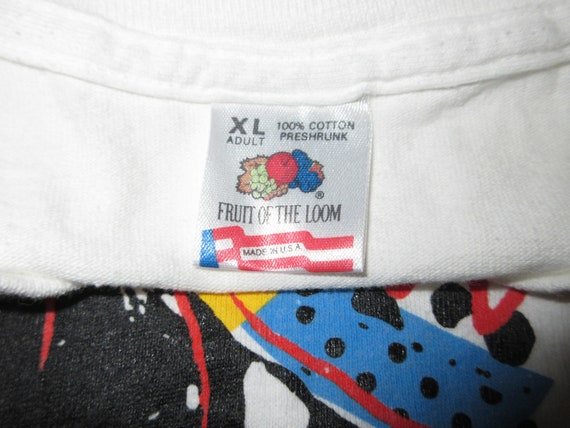 XL 100% COTTON
ADULT PRESHRUNK
®
FRUIT OF THE LOOM
MADE IN U.S.A.